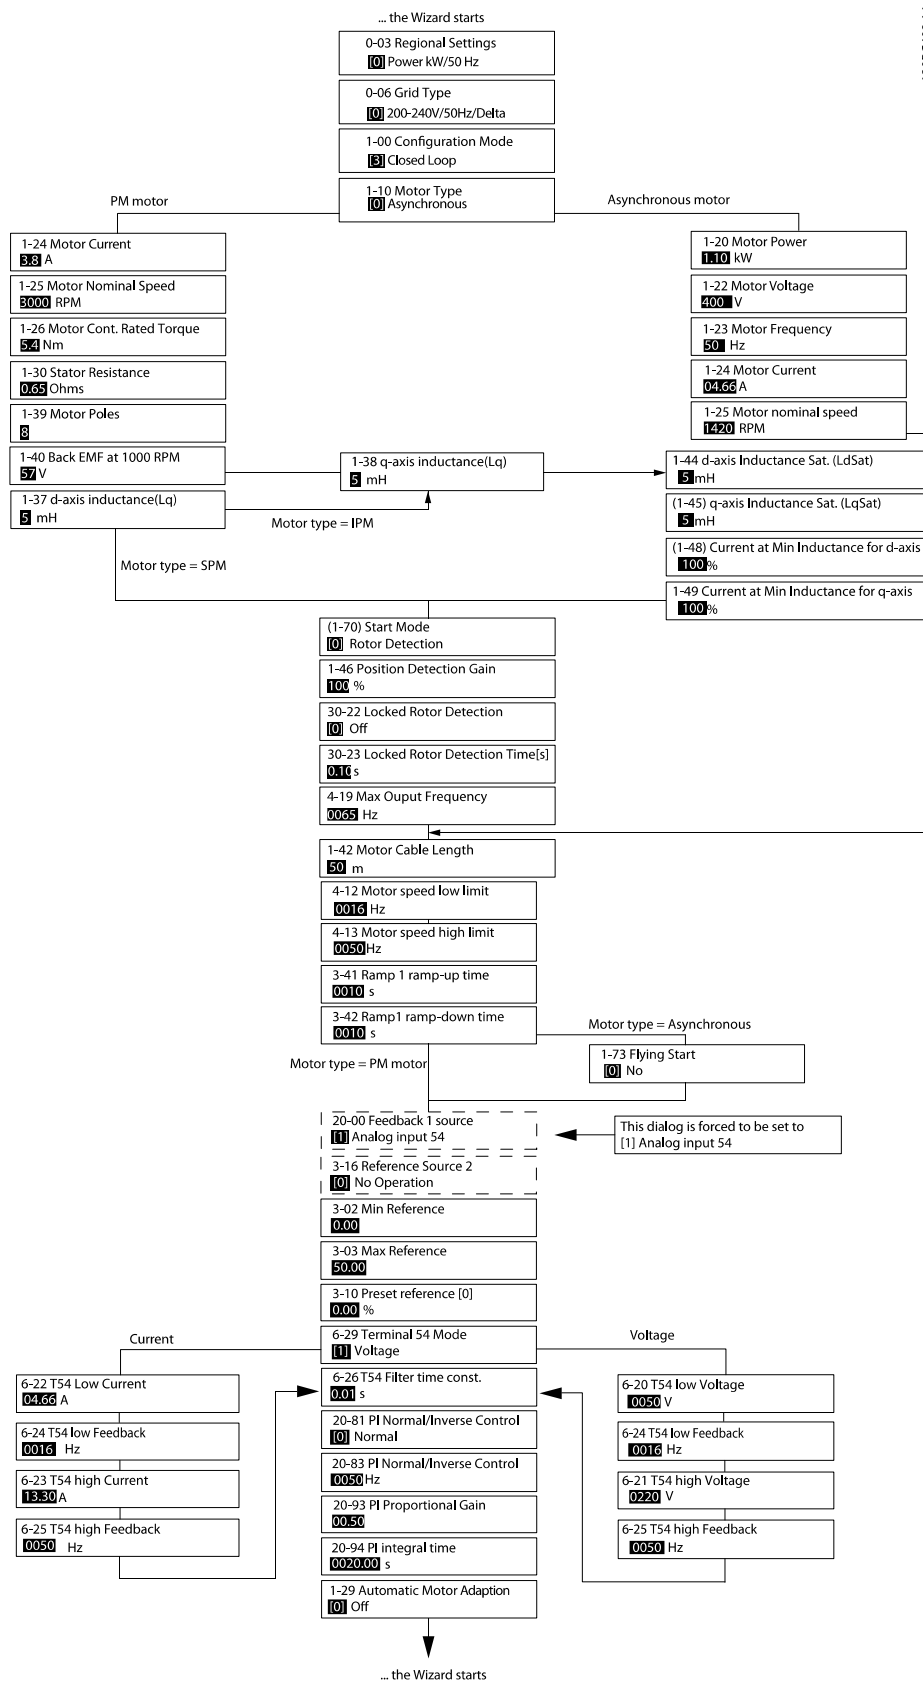 ... the Wizard starts
0-03 Regional Settings
[0] Power kW/50 Hz
0-06 Grid Type
[0] 200-240V/50Hz/Delta
1-00 Configuration Mode
[3] Closed Loop
1-10 Motor Type
[0] Asynchronous
PM motor
Asynchronous motor
1-24 Motor Current
3.8 A
1-25 Motor Nominal Speed
3000 RPM
1-26 Motor Cont. Rated Torque
5.4 Nm
1-30 Stator Resistance
0.65 Ohms
1-39 Motor Poles
8
1-40 Back EMF at 1000 RPM
57 V
1-37 d-axis inductance(Lq)
5 mH
1-20 Motor Power
1.10 kW
1-22 Motor Voltage
400 V
1-23 Motor Frequency
50 Hz
1-24 Motor Current
04.66 A
1-25 Motor nominal speed
1420 RPM
1-38 q-axis inductance(Lq)
5 mH
Motor type = IPM
Motor type = SPM
1-44 d-axis Inductance Sat. (LdSat)
5 mH
(1-45) q-axis Inductance Sat. (LqSat)
5 mH
(1-48) Current at Min Inductance for d-axis
100 %
1-49 Current at Min Inductance for q-axis
100 %
(1-70) Start Mode
[0] Rotor Detection
1-46 Position Detection Gain
100 %
30-22 Locked Rotor Detection
[0] Off
30-23 Locked Rotor Detection Time[s]
0.10 s
4-19 Max Ouput Frequency
0065 Hz
1-42 Motor Cable Length
50 m
4-12 Motor speed low limit
0016 Hz
4-13 Motor speed high limit
0050 Hz
3-41 Ramp 1 ramp-up time
0010 s
3-42 Ramp1 ramp-down time
0010 s
Motor type = Asynchronous
1-73 Flying Start
[0] No
Motor type = PM motor
20-00 Feedback 1 source
[1] Analog input 54
This dialog is forced to be set to
[1] Analog input 54
3-16 Reference Source 2
[0] No Operation
3-02 Min Reference
0.00
3-03 Max Reference
50.00
3-10 Preset reference [0]
0.00 %
6-29 Terminal 54 Mode
[1] Voltage
Current
Voltage
6-22 T54 Low Current
04.66 A
6-24 T54 low Feedback
0016 Hz
6-23 T54 high Current
13.30 A
6-25 T54 high Feedback
0050 Hz
6-26 T54 Filter time const.
0.01 s
20-81 PI Normal/Inverse Control
[0] Normal
20-83 PI Normal/Inverse Control
0050 Hz
20-93 PI Proportional Gain
00.50
20-94 PI integral time
0020.00 s
1-29 Automatic Motor Adaption
[0] Off
6-20 T54 low Voltage
0050 V
6-24 T54 low Feedback
0016 Hz
6-21 T54 high Voltage
0220 V
6-25 T54 high Feedback
0050 Hz
... the Wizard starts